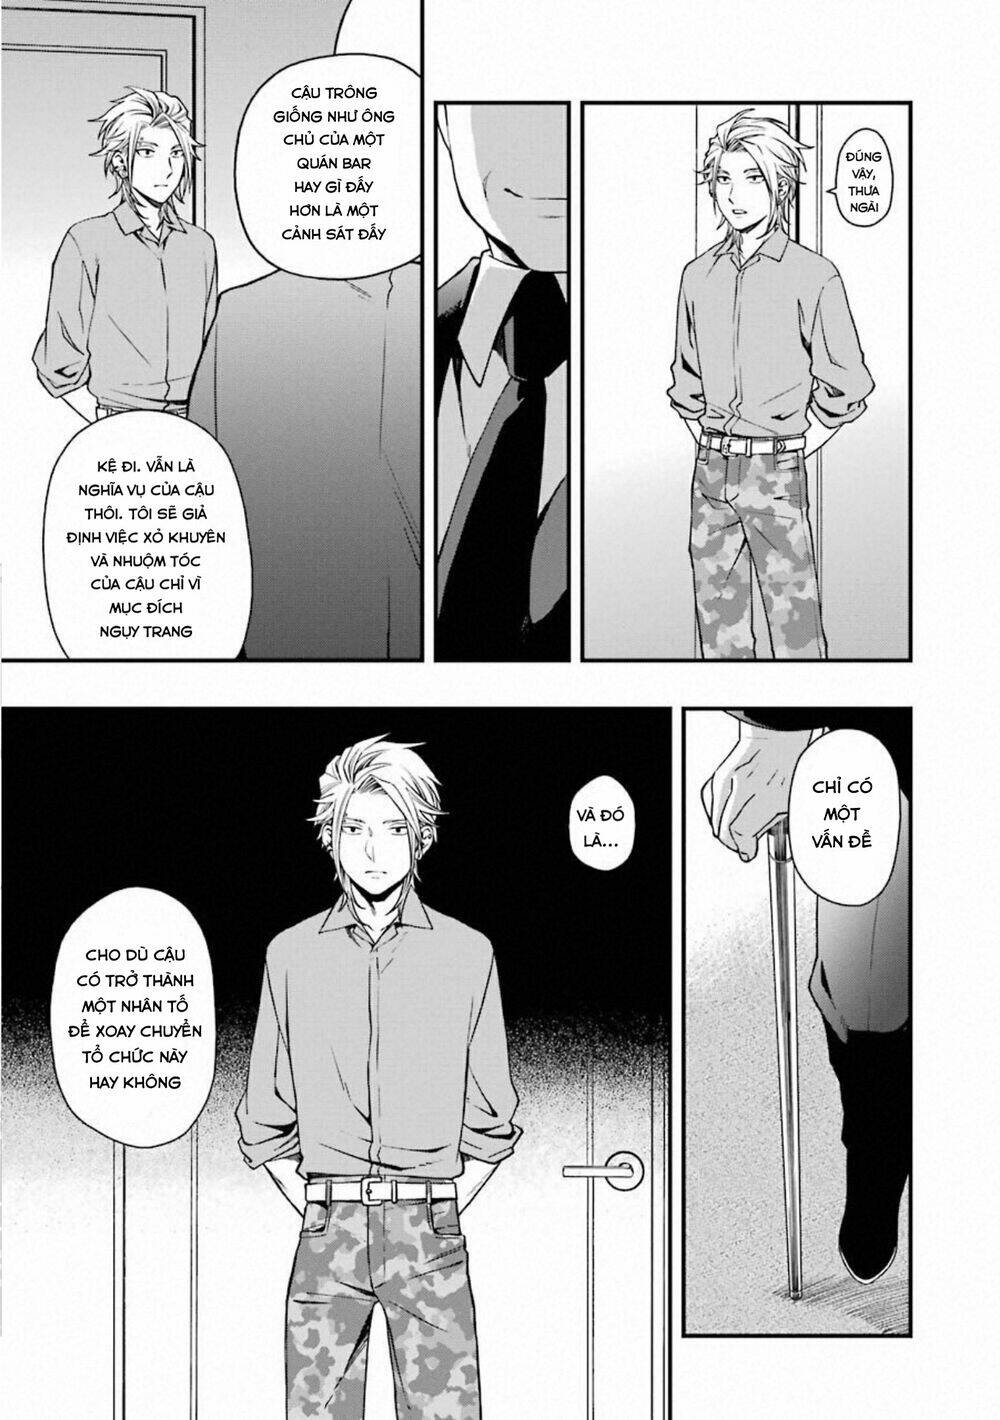 ĐÚNG
VẬY,
THƯA
NGÀI
CẬU TRÔNG
GIỐNG NHƯ ÔNG
CHỦ CỦA MỘT
QUÁN BAR
HAY GÌ ĐẤY
HƠN LÀ MỘT
CẢNH SÁT ĐẤY
KỆ ĐI. VẪN LÀ
NGHĨA VỤ CỦA CẬU
THÔI. TÔI SẼ GIẢ
ĐỊNH VIỆC XỎ KHUYÊN
VÀ NHUỘM TÓC
CỦA CẬU CHỈ VĨ
MỤC ĐÍCH
NGỤY TRANG
CHỈ CÓ
MỘT
VẤN ĐỀ
VÀ ĐÓ
LÀ...
CHO DÙ CẬU
CÓ TRỞ THÀNH
MỘT NHÂN TỐ
ĐỂ XOAY CHUYỂN
TỔ CHỨC NÀY
HAY KHÔNG